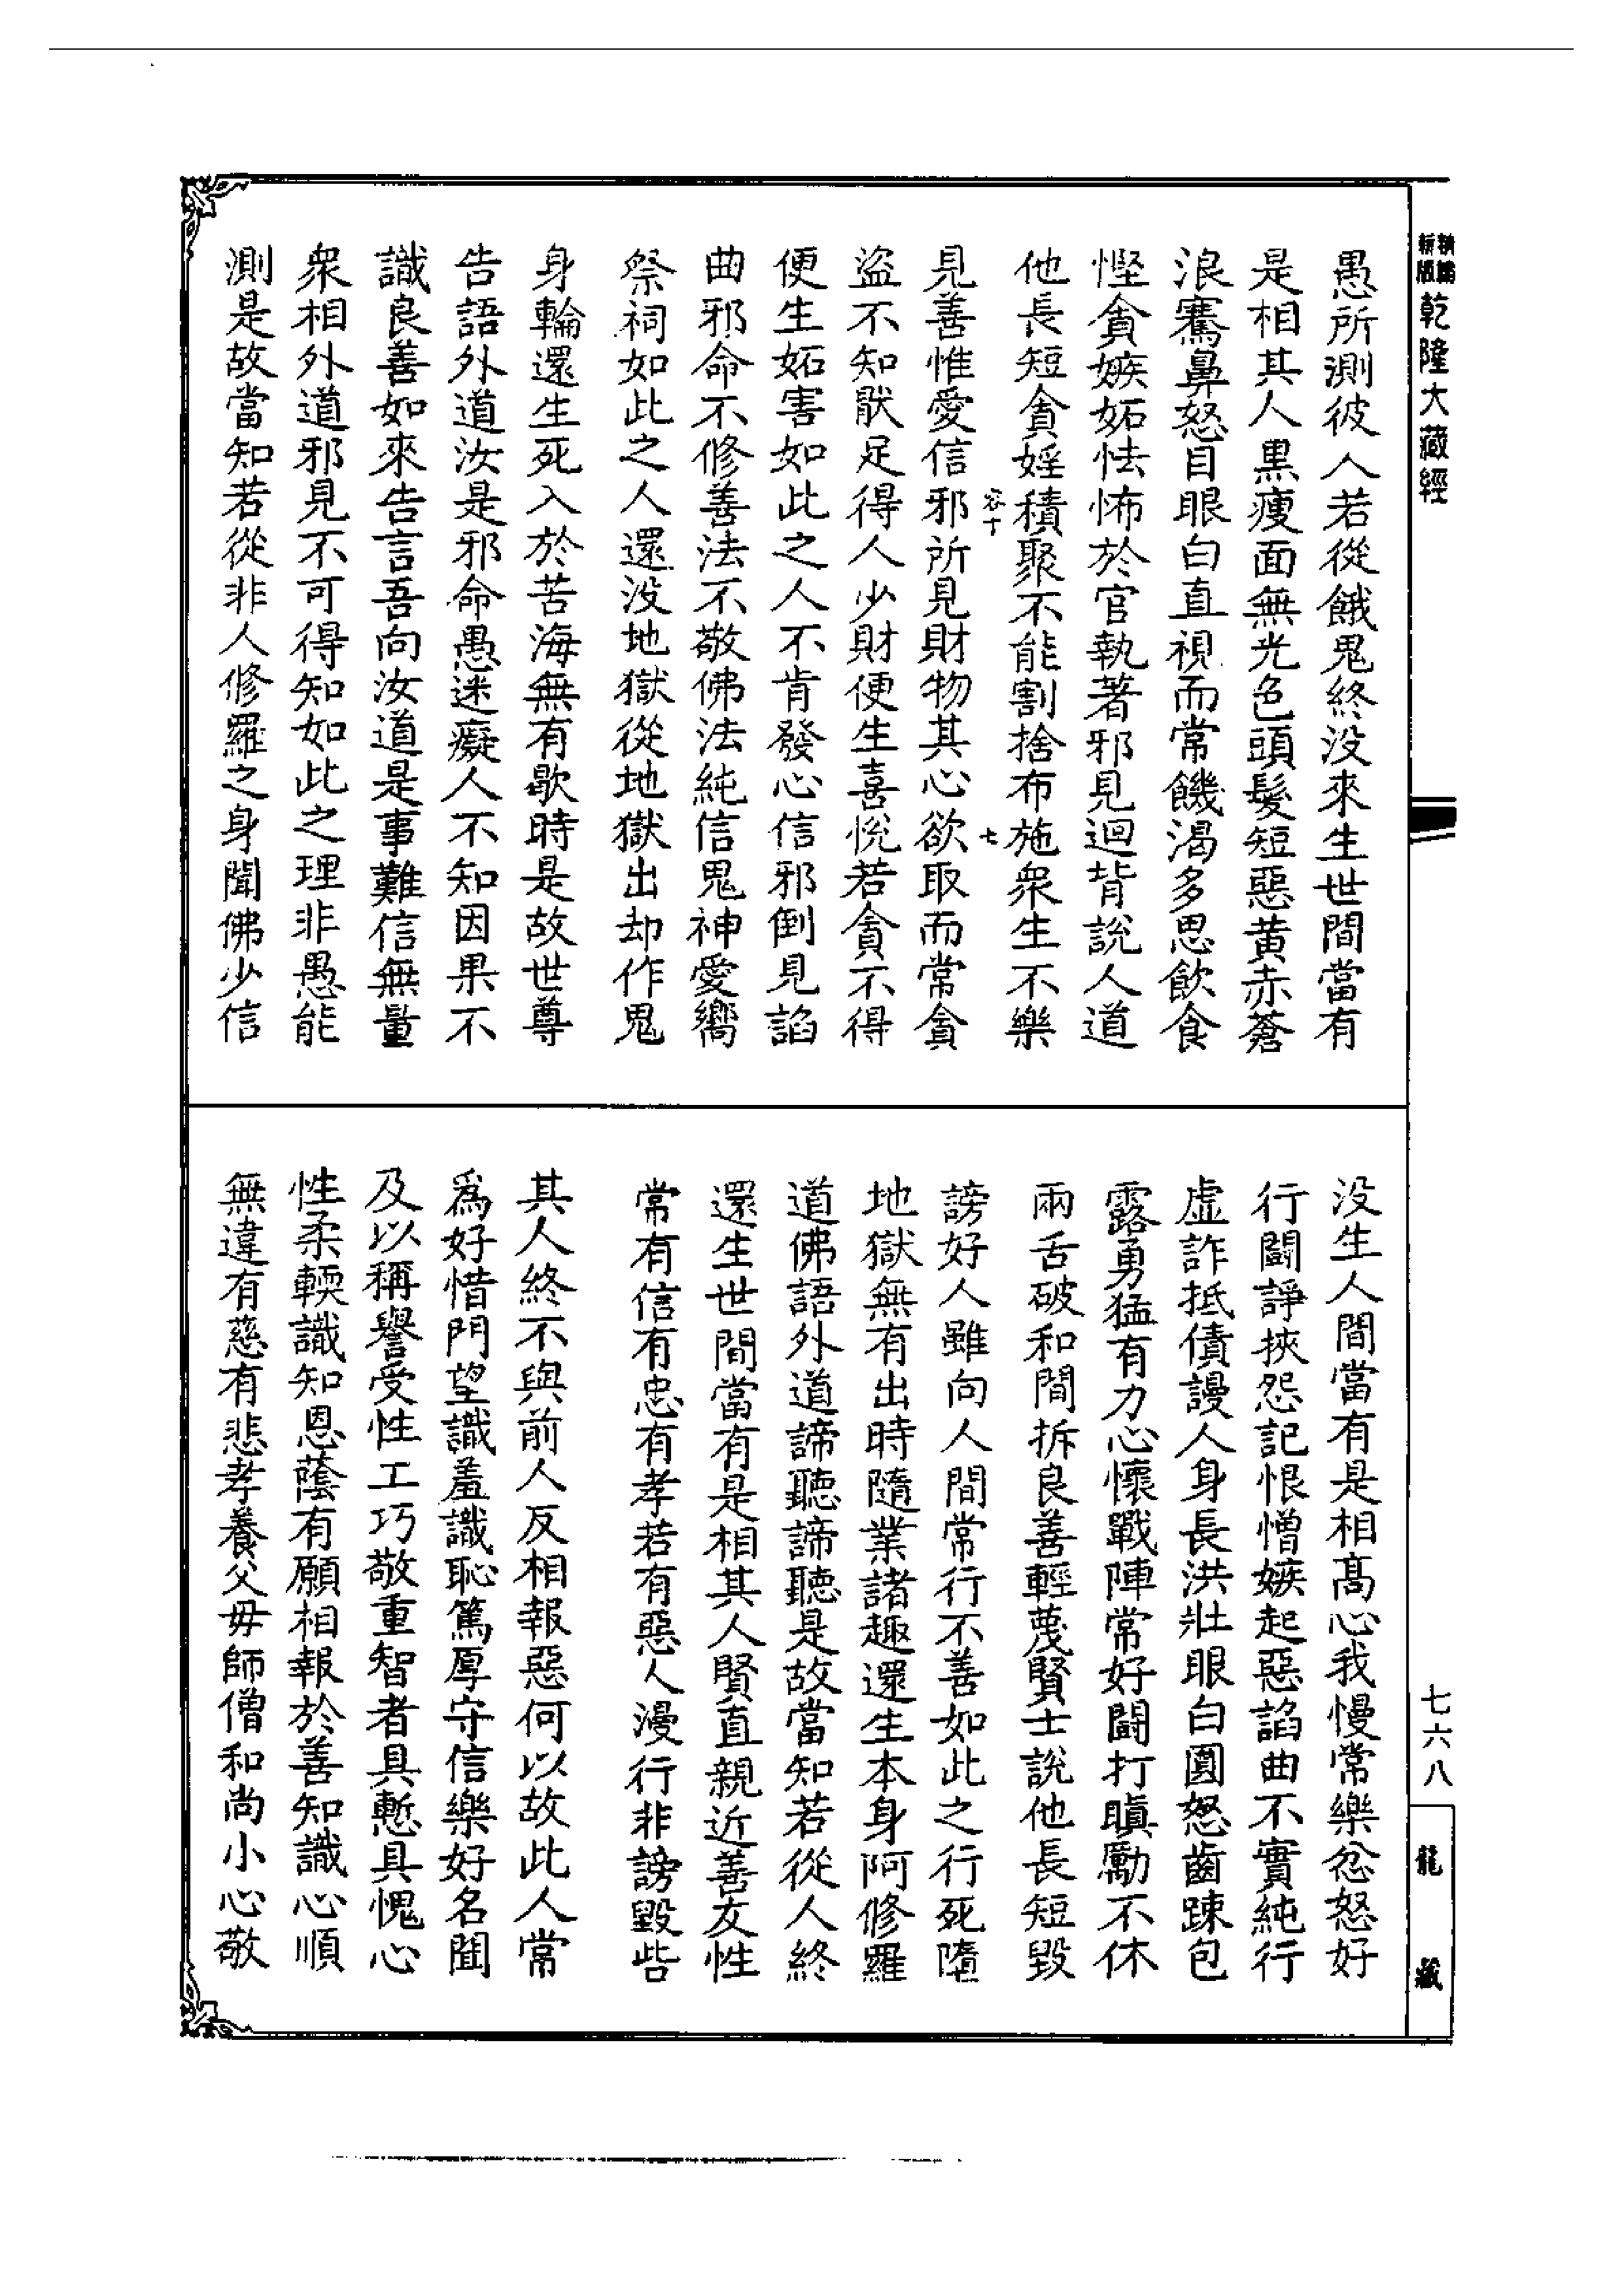 新編
新版
乾隆大藏經
愚所測彼人若從餓鬼終没來生世間當有
是相其人黒瘦面無光色頭髮短惡黄赤蒼
浪騫鼻怒目眼白直視而常饑渴多思飲食
慳貪嫉妬怯怖於官執著邪見迴背説人道
他長短貪婬積聚不能割捨布施衆生不樂
見善惟愛信邪所見財物其心欲取而常貪
盜不知猒足得人少財便生喜悅若貪不得
便生妬害如此之人不肯發心信邪倒見諂
曲邪命不修善法不敬佛法純信鬼神愛嚮
祭祠如此之人還没地獄從地獄出却作鬼
身輪還生死入於苦海無有歇時是故世尊
告語外道汝是邪命愚迷癡人不知因果不
識良善如來告言吾向汝道是事難信無量
衆相外道邪見不可得知如此之理非愚能
測是故當知若從非人修羅之身聞佛少信
没生人間當有是相髙心我慢常樂忿怒好
行鬪諍挾怨記恨憎嫉起惡諂曲不實純行
虛詐抵債謾人身長洪壯眼白圓怒齒踈包
露勇猛有力心懷戰陣常好鬪打瞋勵不休
兩舌破和間拆良善輕蔑賢士説他長短毀
謗好人雖向人間常行不善如此之行死墮
地獄無有出時隨業諸趣還生本身阿修羅
道佛語外道諦聽諦聽是故當知若從人終
還生世間當有是相其人賢直親近善友性
常有信有忠有孝若有惡人漫行非謗毀呰
其人終不與前人反相報惡何以故此人常
爲好惜門望識羞識恥篤厚守信樂好名聞
及以稱譽受性工巧敬重智者具慙具愧心
性柔輭識知恩蔭有願相報於善知識心順
無違有慈有悲孝養父毋師僧和尚小心敬
七
七六八
龍
藏